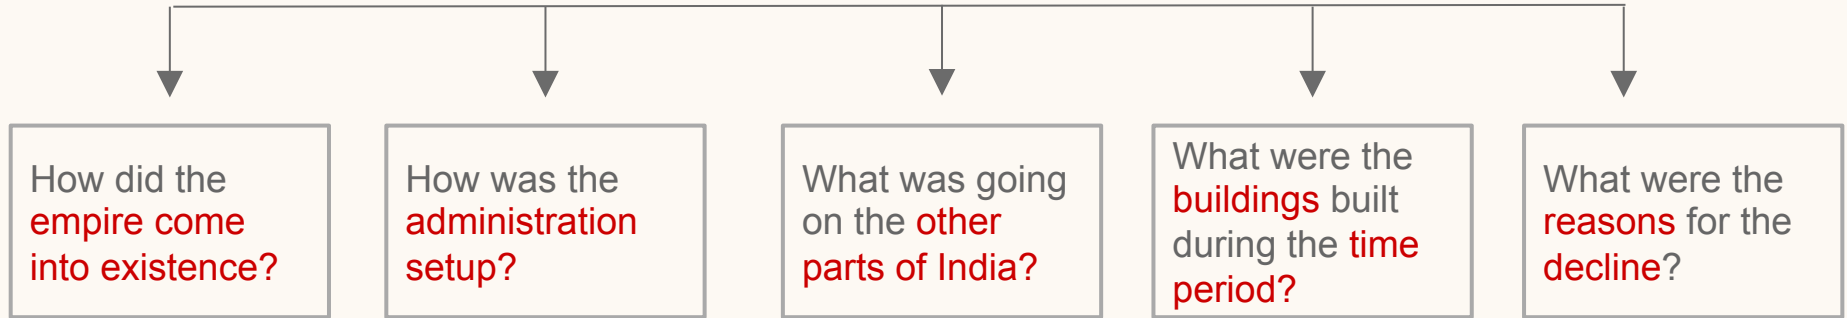 How did the
empire come
into existence?
How was the
administration
setup?
What was going
on the other
parts of India?
What were the
buildings built
during the time
period?
What were the
reasons for the
decline?